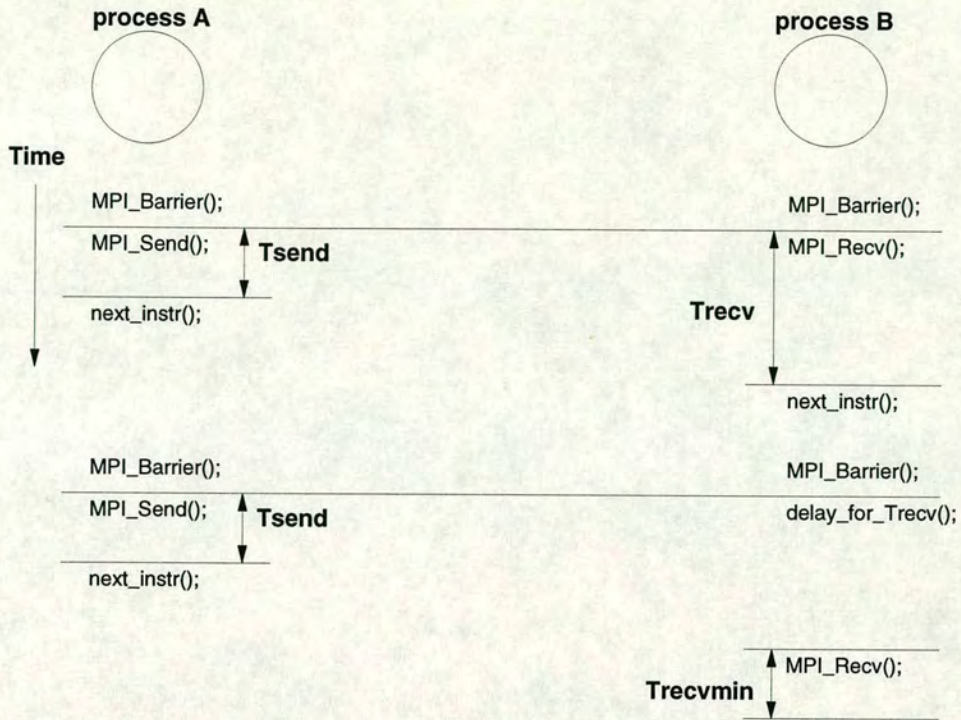 process A
process B
Time
MPI_Barrier();
MPI_Barrier();
MPI_Send();
Tsend
MPI_Recv();
Trecv
next_instr();
next_instr();
MPI_Barrier();
MPI_Barrier();
MPI_Send();
Tsend
delay_for_Trecv();
next_instr();
MPI_Recv();
Trecvmin